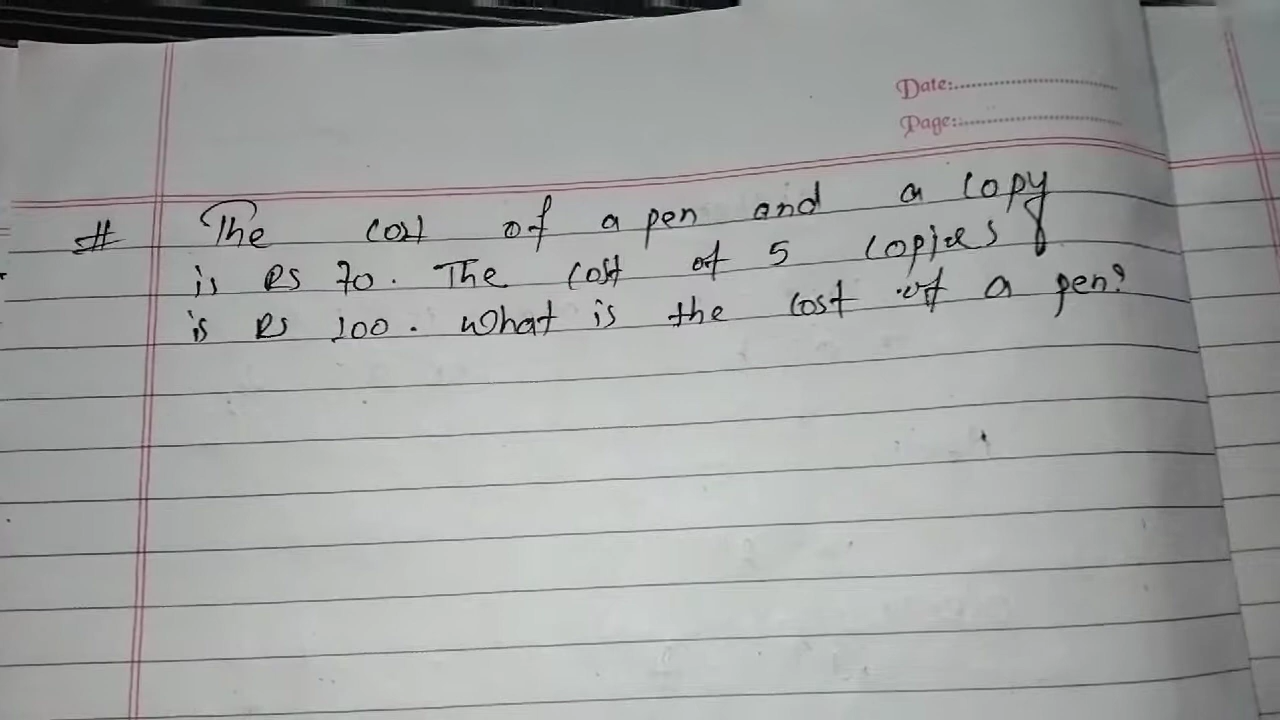 Date:
Page:
# The cost of a pen and a copy
is RS 70. The cost of 5 copies
is RS 100. What is the cost of a pen?